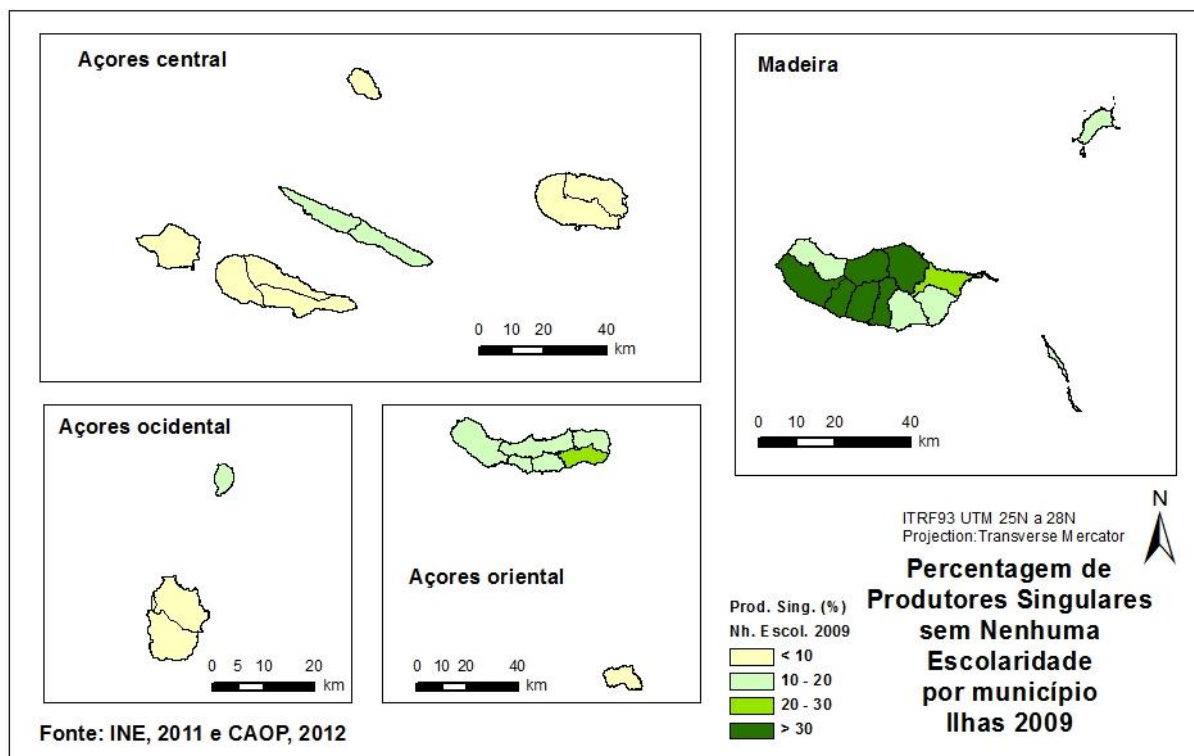 Açores central
0 10 20 40
km
Madeira
0 10 20 40
km
Açores ocidental
0 5 10 20
km
Açores oriental
0 10 20 40
km
N
ITRF93 UTM 25N a 28N
Projection:Transverse Mercator
Percentagem de
Produtores Singulares
sem Nenhuma
Escolaridade
por município
Ilhas 2009
Prod. Sing. (%)
Nh. Escol. 2009
< 10
10 - 20
20 - 30
> 30
Fonte: INE, 2011 e CAOP, 2012